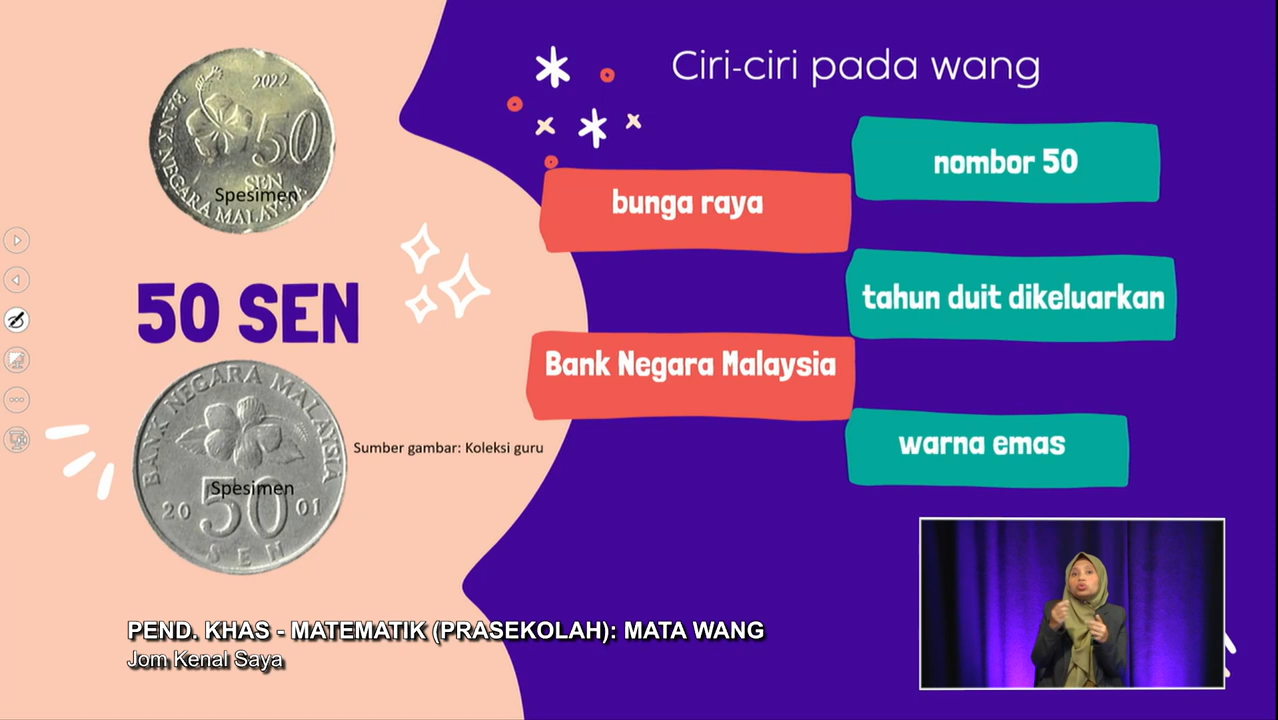 Ciri-ciri pada wang
2022
BANK NEGARA MALAYSIA
50
SEN
Spesimen
nombor 50
bunga raya
50 SEN
tahun duit dikeluarkan
Bank Negara Malaysia
BANK NEGARA MALAYSIA
Sumber gambar: Koleksi guru
warna emas
Spesimen
20 50 01
SEN
PEND. KHAS - MATEMATIK (PRASEKOLAH): MATA WANG
Jom Kenal Saya